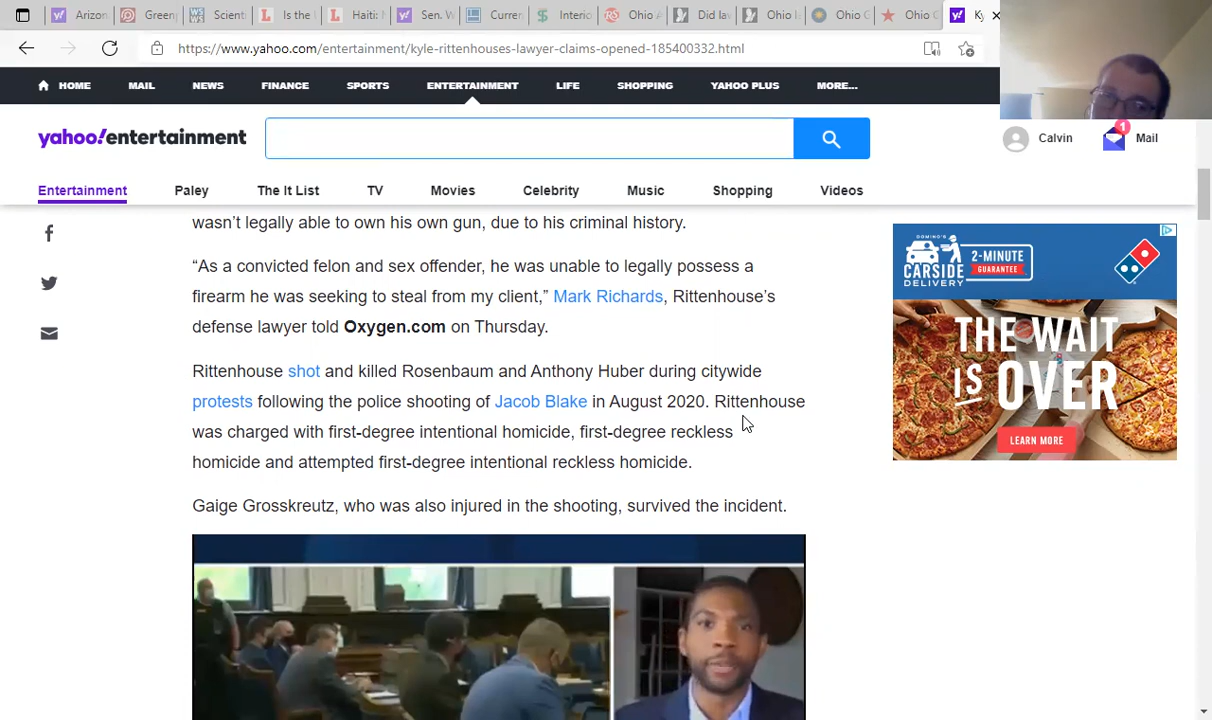 Arizon
Green
Scient
Is the
Haiti:
Sen. W
Curre
Interio
Ohio A
Did lav
Ohio L
Ohio G
Ohio
Ky
https://www.yahoo.com/entertainment/kyle-rittenhouses-lawyer-claims-opened-185400332.html
HOME MAIL NEWS FINANCE SPORTS ENTERTAINMENT LIFE SHOPPING YAHOO PLUS MORE...
yahoo!entertainment
Calvin
1
Mail
Entertainment Paley The It List TV Movies Celebrity Music Shopping Videos
wasn’t legally able to own his own gun, due to his criminal history.
“As a convicted felon and sex offender, he was unable to legally possess a
firearm he was seeking to steal from my client,” Mark Richards, Rittenhouse’s
defense lawyer told Oxygen.com on Thursday.
Rittenhouse shot and killed Rosenbaum and Anthony Huber during citywide
protests following the police shooting of Jacob Blake in August 2020. Rittenhouse
was charged with first-degree intentional homicide, first-degree reckless
homicide and attempted first-degree intentional reckless homicide.
Gaige Grosskreutz, who was also injured in the shooting, survived the incident.
DOMINO'S
CARSIDE
DELIVERY
2-MINUTE
GUARANTEE
THE WAIT
IS OVER
LEARN MORE